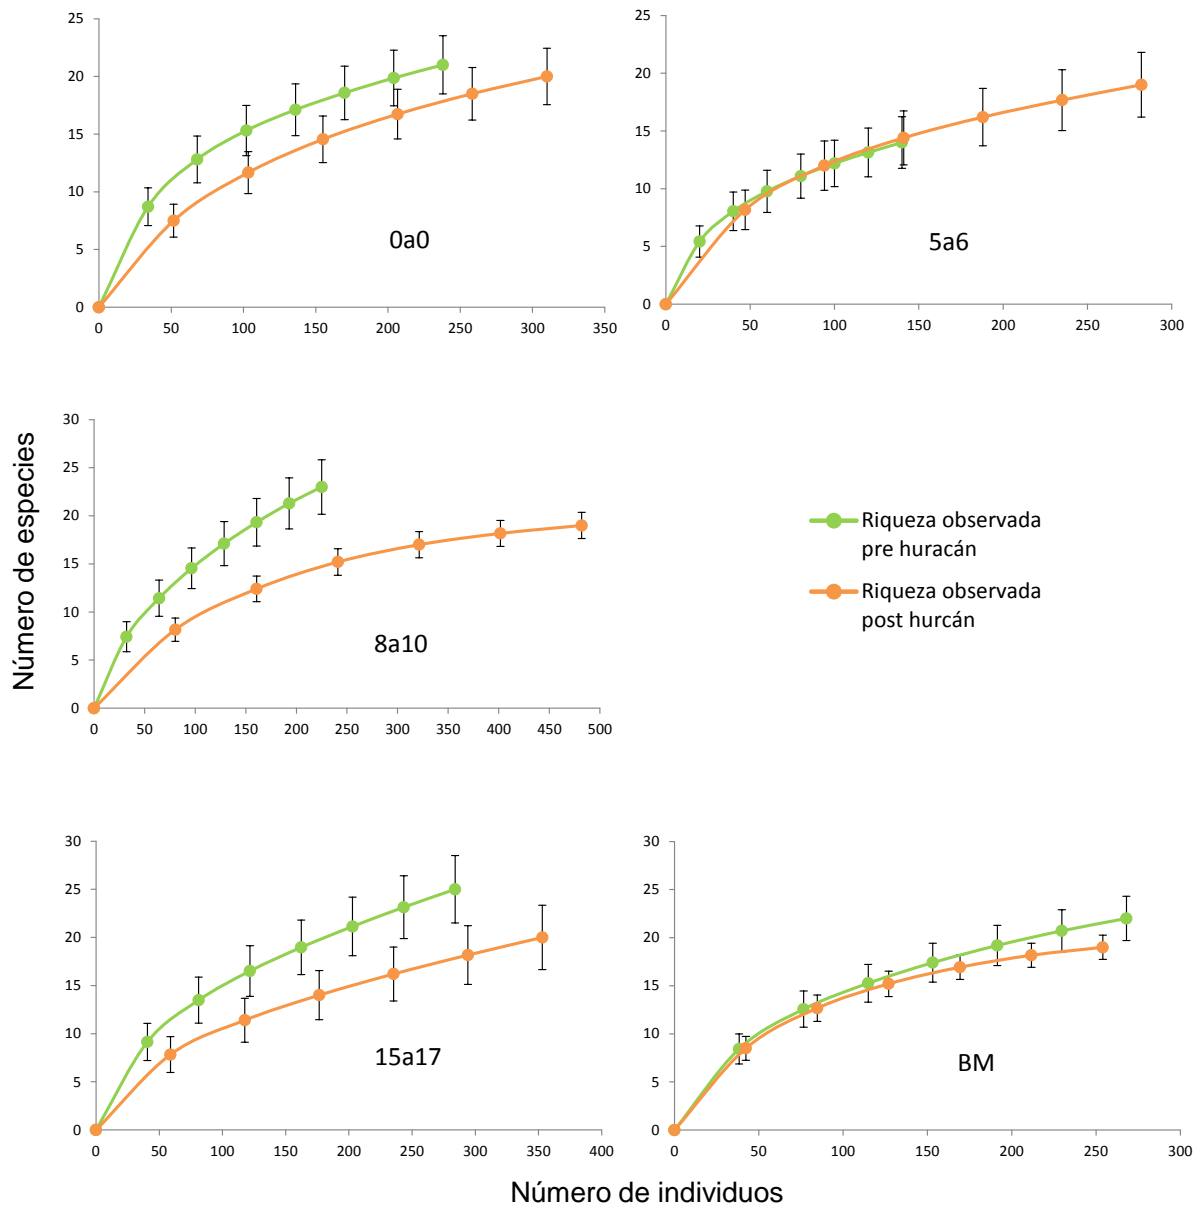 25
20
15
10
5
0
0 50 100 150 200 250 300 350
0a0
25
20
15
10
5
0
0 50 100 150 200 250 300
5a6
Número de especies
30
25
20
15
10
5
0
0 50 100 150 200 250 300 350 400 450 500
8a10
Riqueza observada
pre huracán
Riqueza observada
post hurcán
30
25
20
15
10
5
0
0 50 100 150 200 250 300 350 400
15a17
30
25
20
15
10
5
0
0 50 100 150 200 250 300
BM
Número de individuos